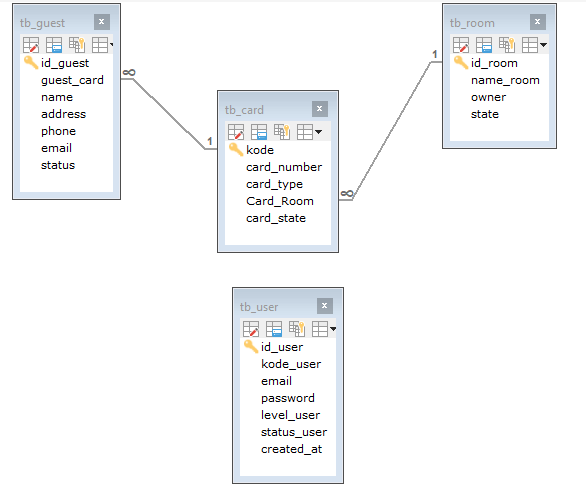 tb_guest
id_guest
guest_card
name
address
phone
email
status
∞
1
tb_card
kode
card_number
card_type
Card_Room
card_state
1
∞
tb_room
id_room
name_room
owner
state
tb_user
id_user
kode_user
email
password
level_user
status_user
created_at